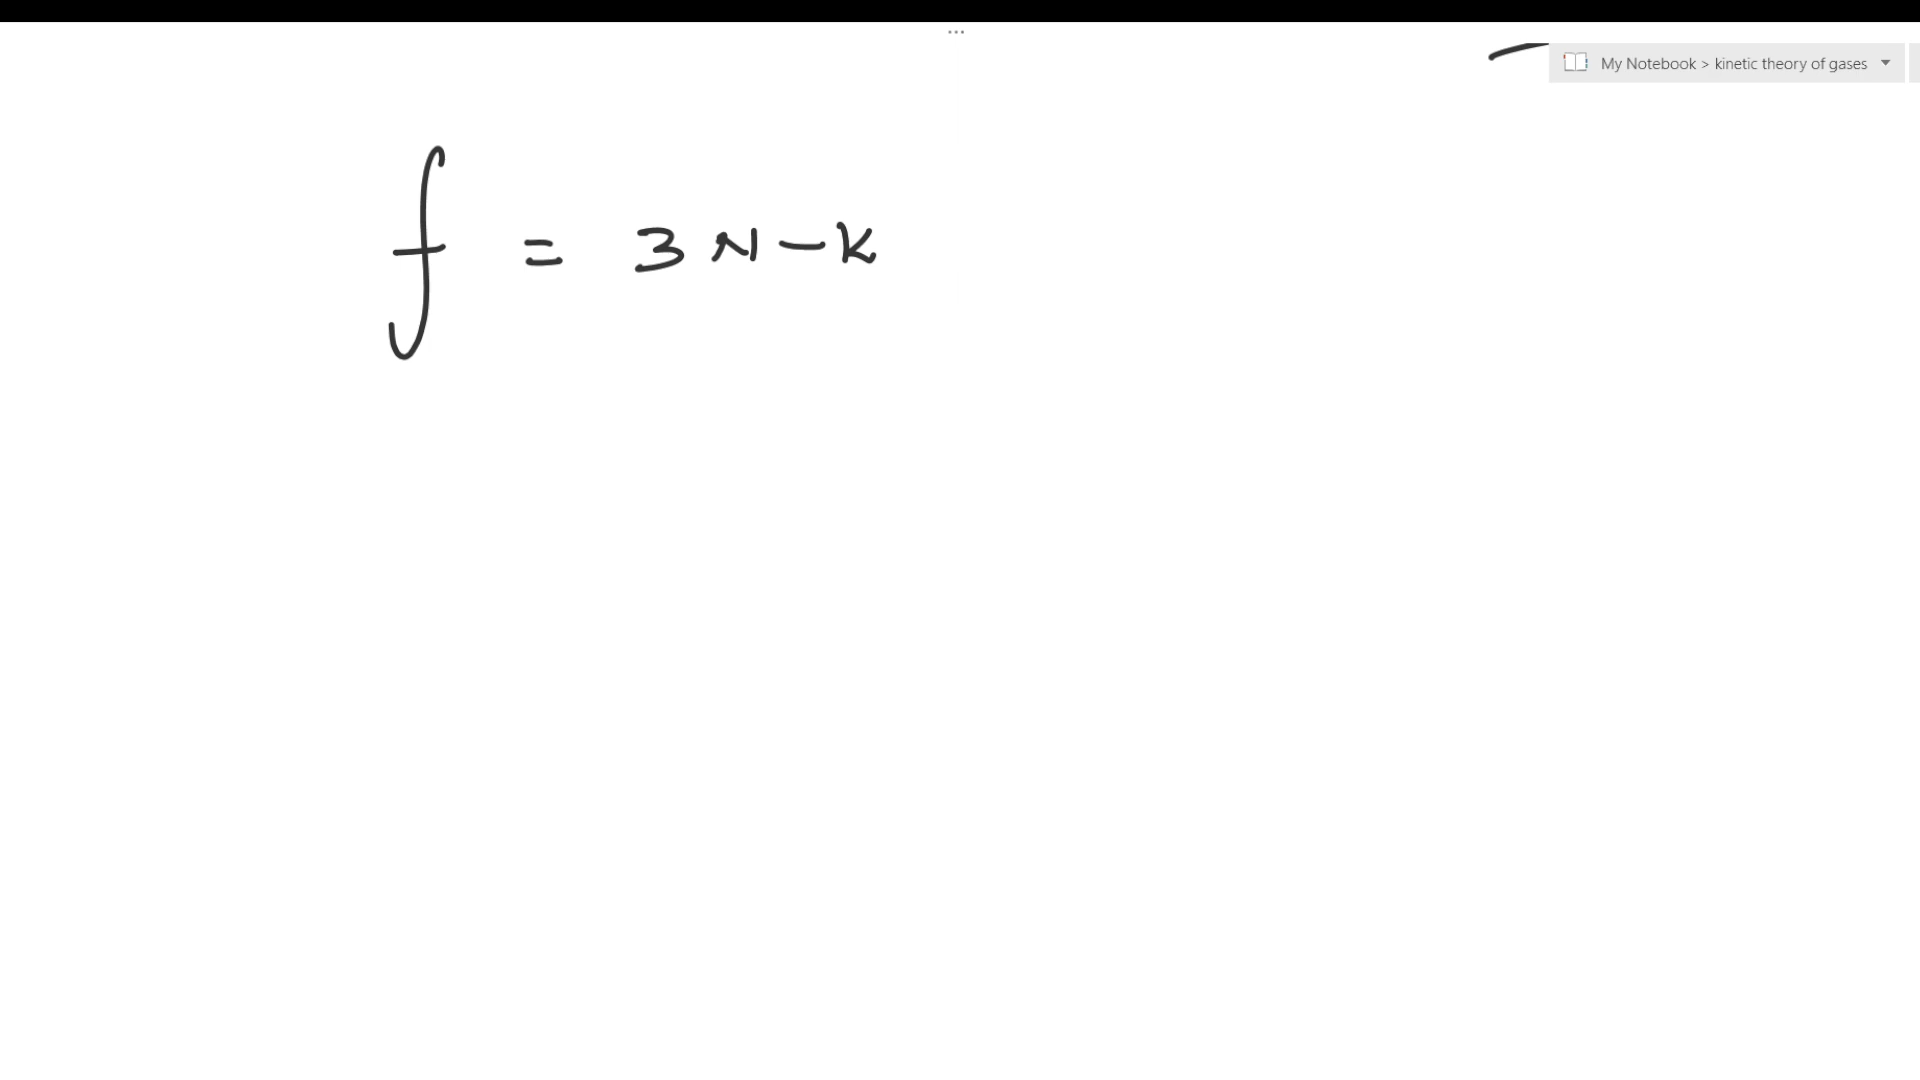 ...
My Notebook > kinetic theory of gases
f = 3N-K